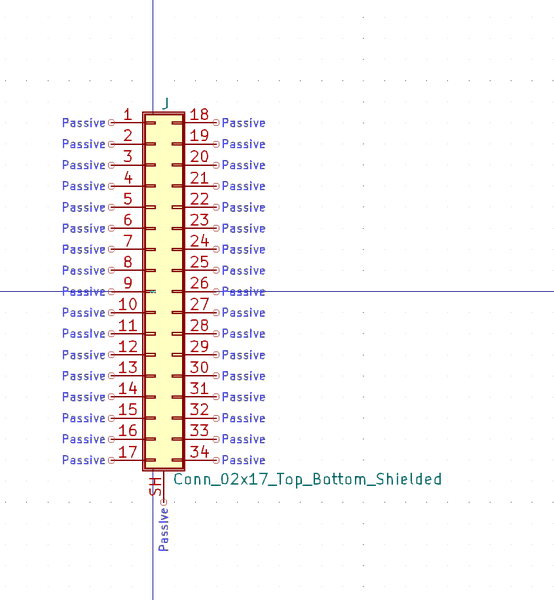 J
Passive 1 18 Passive
Passive 2 19 Passive
Passive 3 20 Passive
Passive 4 21 Passive
Passive 5 22 Passive
Passive 6 23 Passive
Passive 7 24 Passive
Passive 8 25 Passive
Passive 9 26 Passive
Passive 10 27 Passive
Passive 11 28 Passive
Passive 12 29 Passive
Passive 13 30 Passive
Passive 14 31 Passive
Passive 15 32 Passive
Passive 16 33 Passive
Passive 17 34 Passive
SH
Conn_02x17_Top_Bottom_Shielded
Passive